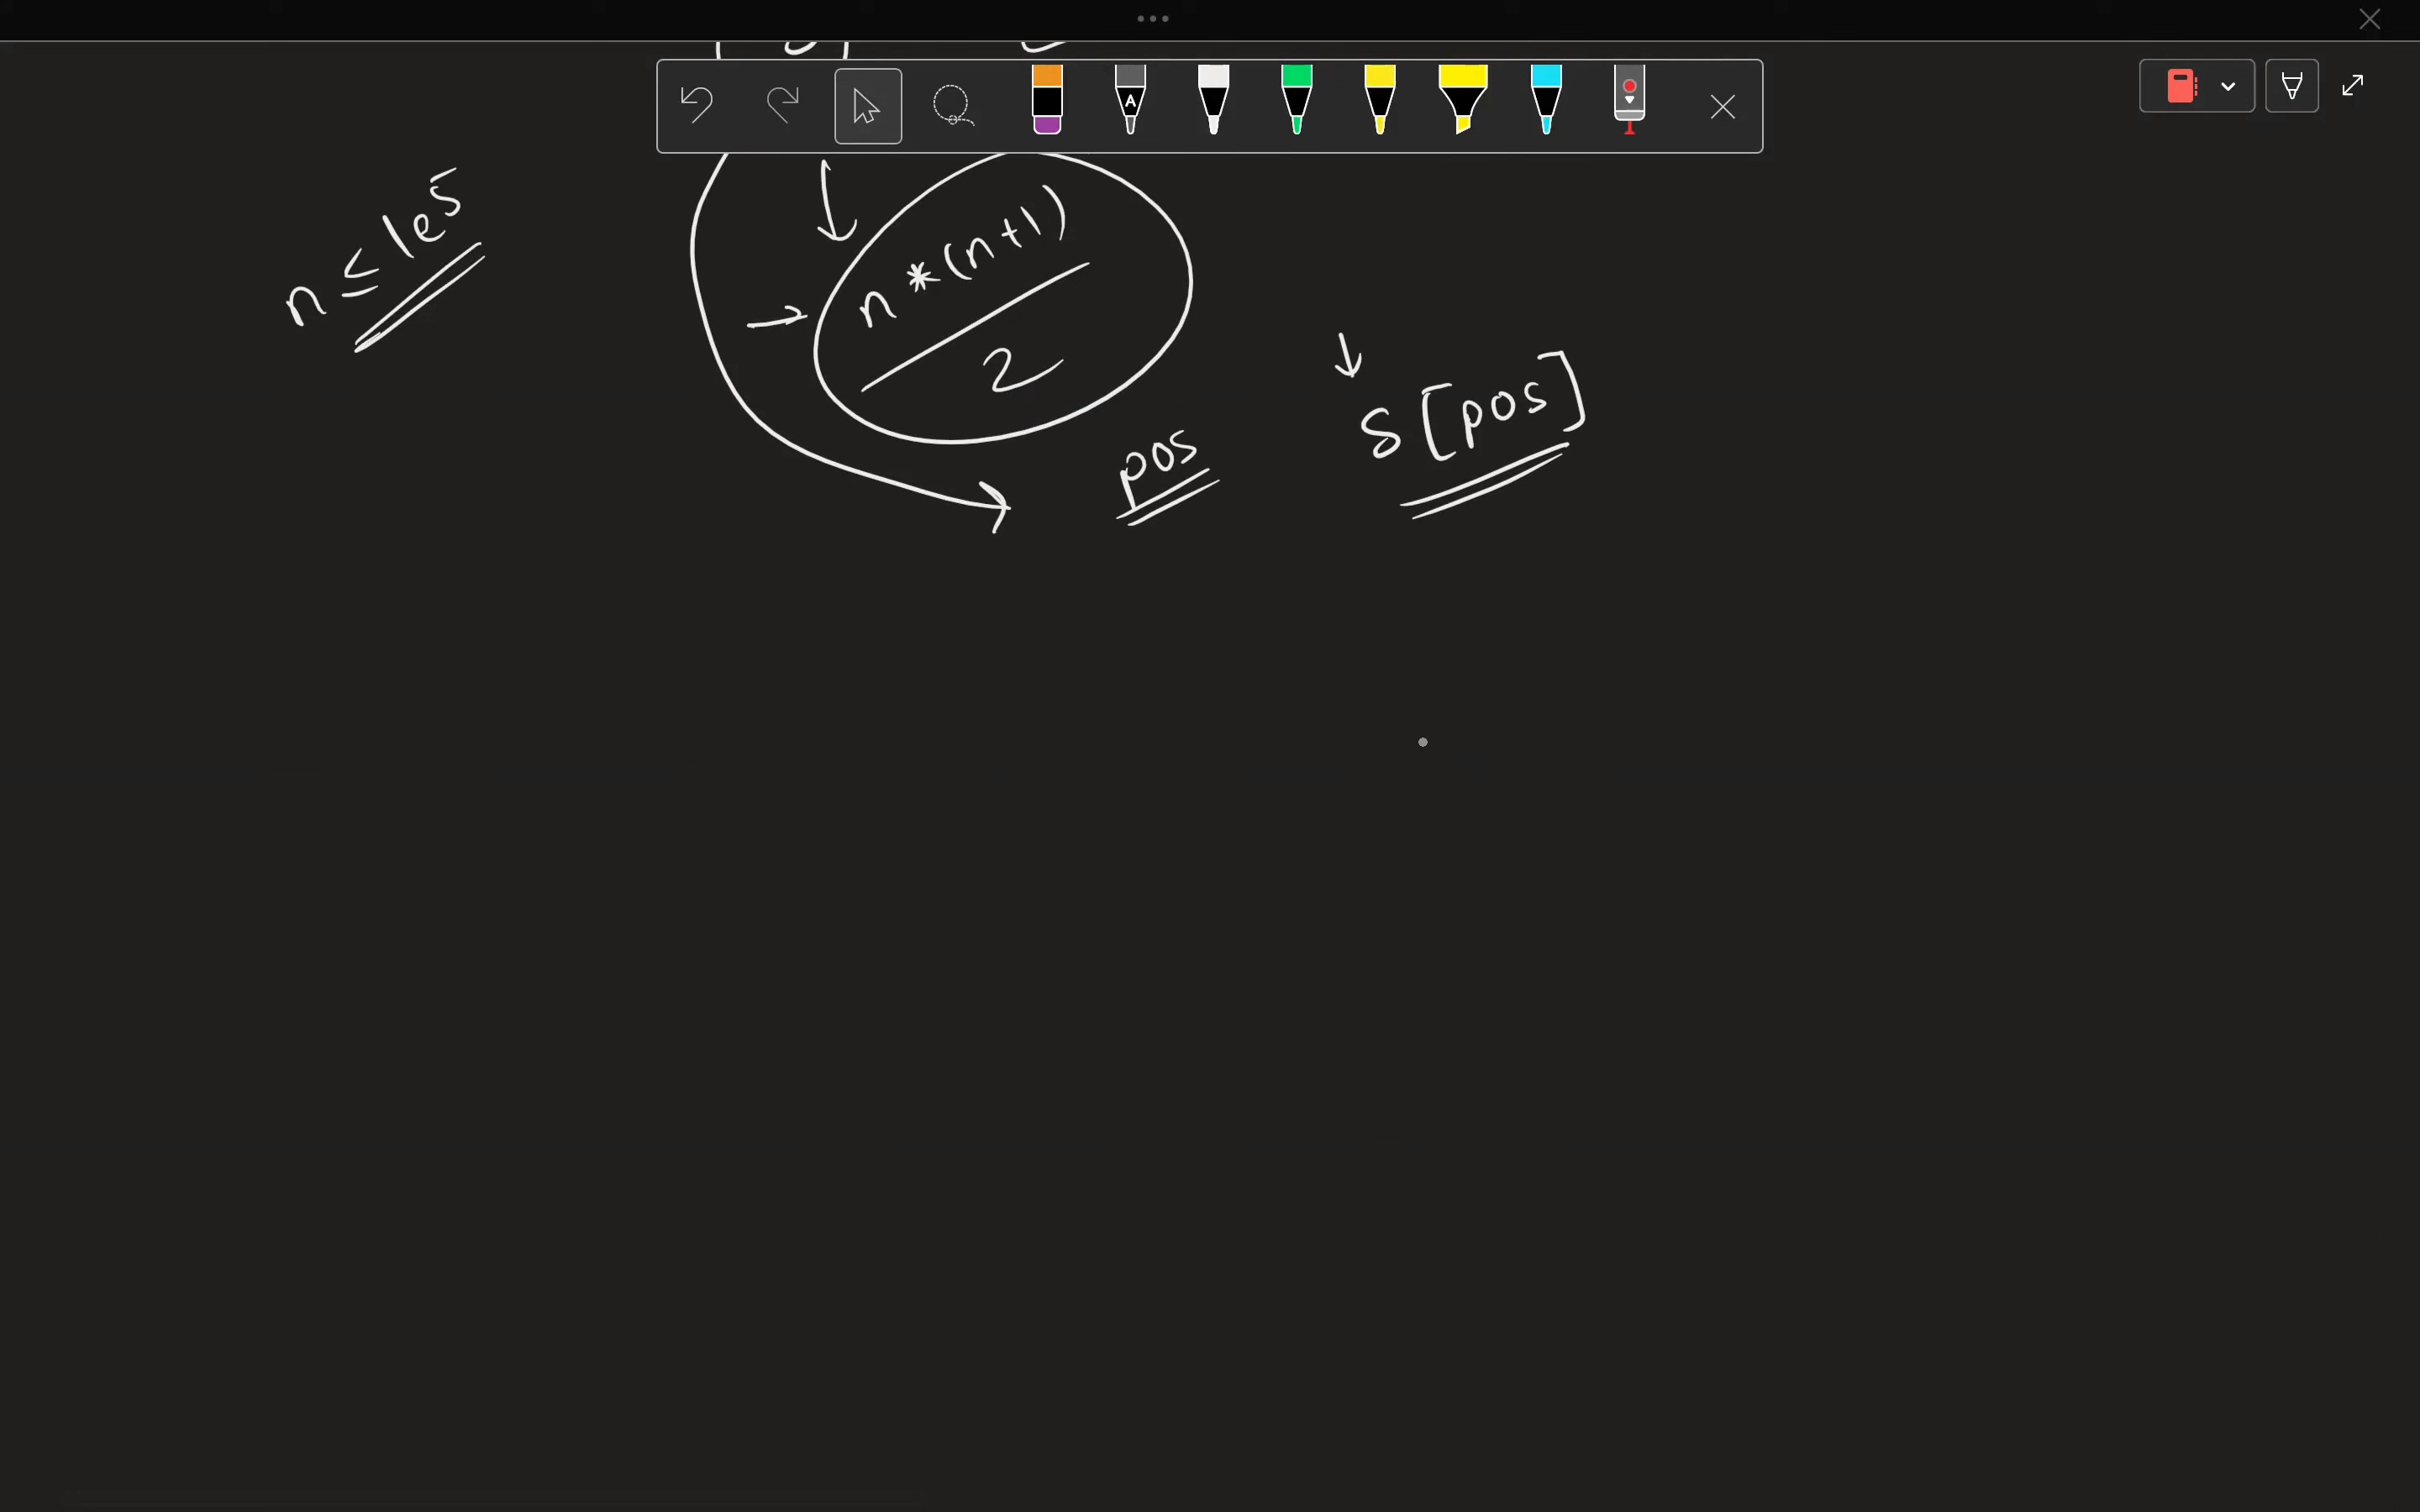 n ≤ 1e5
n * (n+1)
2
pos
s[pos]
A